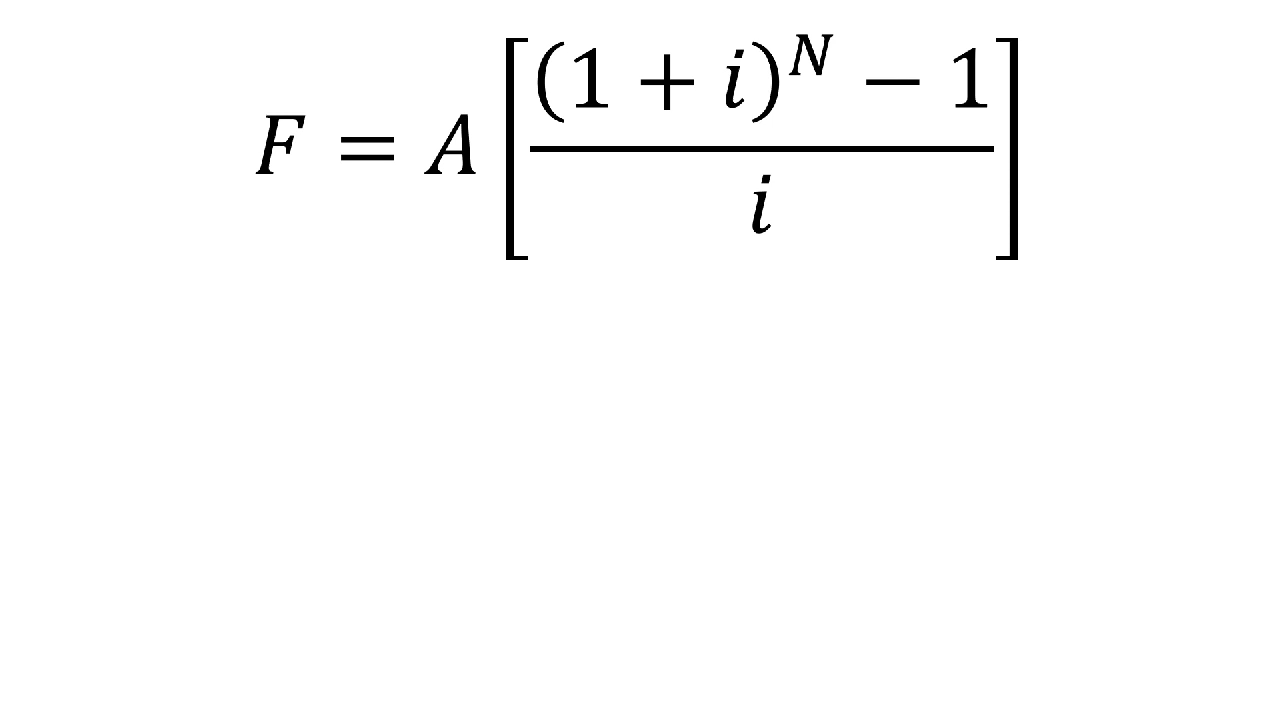 F = A [((1 + i)^N − 1) / i]